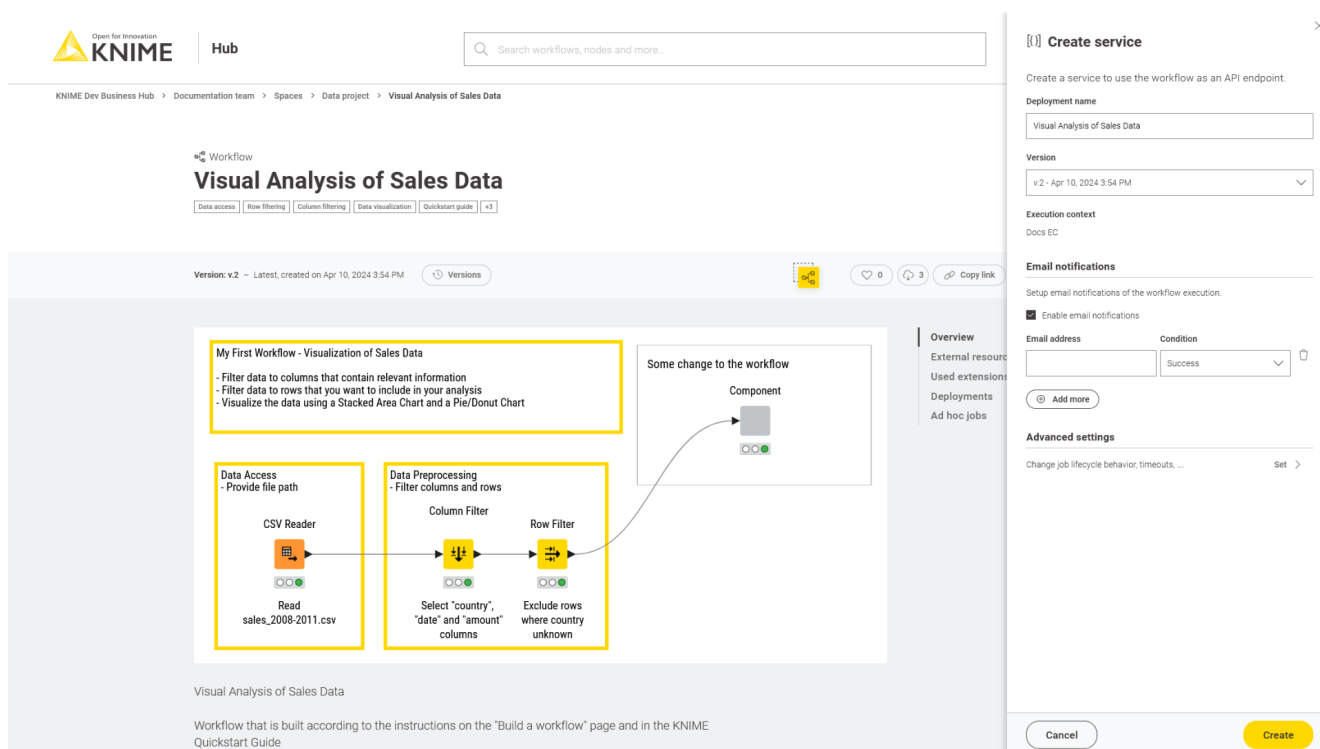 Open for Innovation
KNIME
Hub
Search workflows, nodes and more...
KNIME Dev Business Hub > Documentation team > Spaces > Data project > Visual Analysis of Sales Data
Workflow
Visual Analysis of Sales Data
Data access
Row filtering
Column filtering
Data visualization
Quickstart guide
+3
Version: v.2 – Latest, created on Apr 10, 2024 3:54 PM
Versions
0
3
Copy link
My First Workflow - Visualization of Sales Data
- Filter data to columns that contain relevant information
- Filter data to rows that you want to include in your analysis
- Visualize the data using a Stacked Area Chart and a Pie/Donut Chart
Some change to the workflow
Component
Data Access
- Provide file path
CSV Reader
Read
sales_2008-2011.csv
Data Preprocessing
- Filter columns and rows
Column Filter
Select "country",
"date" and "amount"
columns
Row Filter
Exclude rows
where country
unknown
Overview
External resourc
Used extensions
Deployments
Ad hoc jobs
Visual Analysis of Sales Data
Workflow that is built according to the instructions on the "Build a workflow" page and in the KNIME
Quickstart Guide
Create service
Create a service to use the workflow as an API endpoint.
Deployment name
Visual Analysis of Sales Data
Version
v.2 - Apr 10, 2024 3:54 PM
Execution context
Docs EC
Email notifications
Setup email notifications of the workflow execution.
Enable email notifications
Email address
Condition
Success
Add more
Advanced settings
Change job lifecycle behavior, timeouts, ...
Set
Cancel
Create